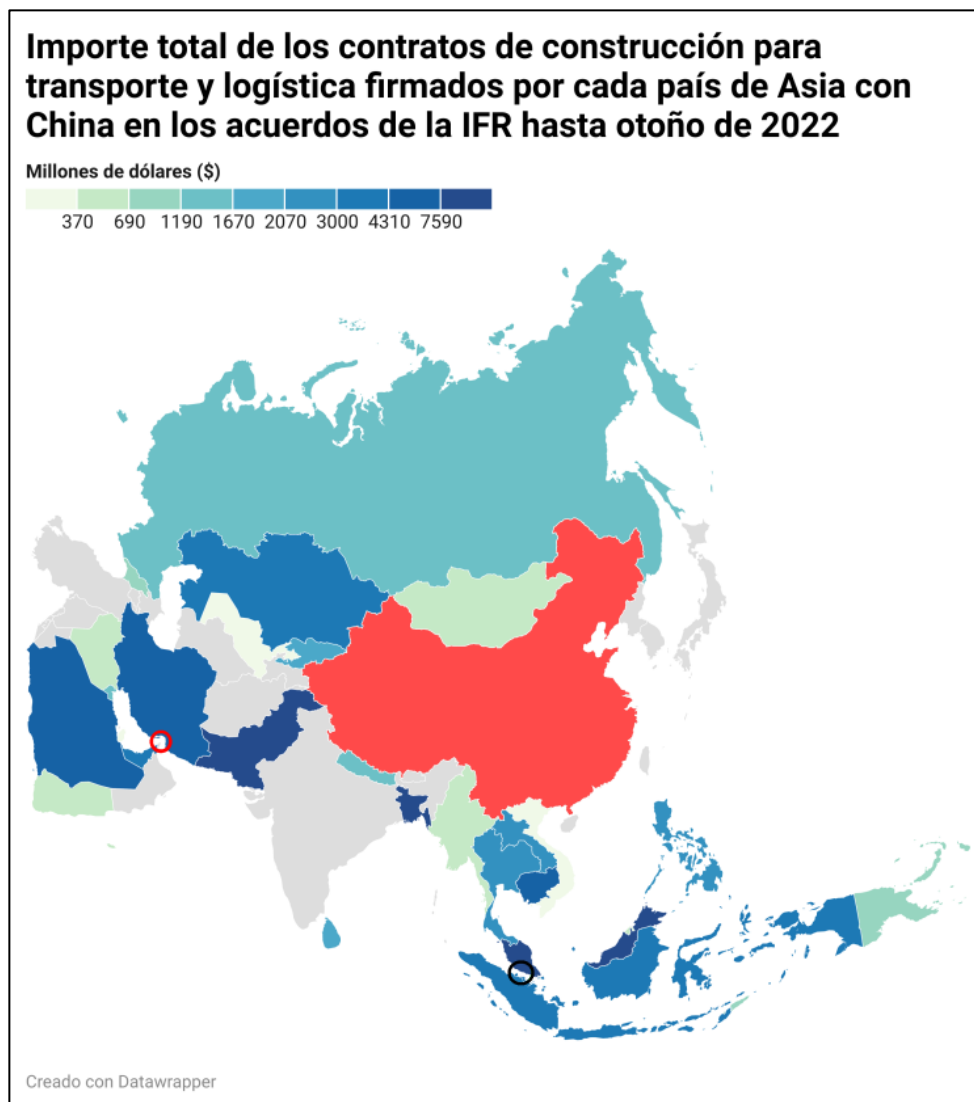 Importe total de los contratos de construcción para
transporte y logística firmados por cada país de Asia con
China en los acuerdos de la IFR hasta otoño de 2022
Millones de dólares ($)
370 690 1190 1670 2070 3000 4310 7590
Creado con Datawrapper